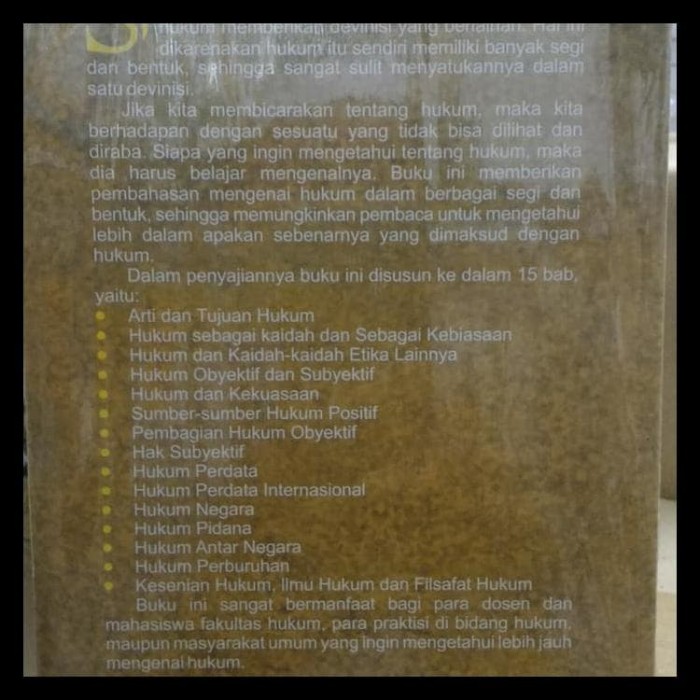 hukum memberikan devinisi yang berlainan. Hal ini
dikarenakan hukum itu sendiri memiliki banyak segi
dan bentuk, sehingga sangat sulit menyatukannya dalam
satu devinisi.
Jika kita membicarakan tentang hukum, maka kita
berhadapan dengan sesuatu yang tidak bisa dilihat dan
diraba. Siapa yang ingin mengetahui tentang hukum, maka
dia harus belajar mengenalnya. Buku ini memberikan
pembahasan mengenai hukum dalam berbagai segi dan
bentuk, sehingga memungkinkan pembaca untuk mengetahui
lebih dalam apakan sebenarnya yang dimaksud dengan
hukum.
Dalam penyajiannya buku ini disusun ke dalam 15 bab,
yaitu:
• Arti dan Tujuan Hukum
• Hukum sebagai kaidah dan Sebagai Kebiasaan
• Hukum dan Kaidah-kaidah Etika Lainnya
• Hukum Obyektif dan Subyektif
• Hukum dan Kekuasaan
• Sumber-sumber Hukum Positif
• Pembagian Hukum Obyektif
• Hak Subyektif
• Hukum Perdata
• Hukum Perdata Internasional
• Hukum Negara
• Hukum Pidana
• Hukum Antar Negara
• Hukum Perburuhan
• Kesenian Hukum, Ilmu Hukum dan Filsafat Hukum
Buku ini sangat bermanfaat bagi para dosen dan
mahasiswa fakultas hukum, para praktisi di bidang hukum,
maupun masyarakat umum yang ingin mengetahui lebih jauh
mengenai hukum.